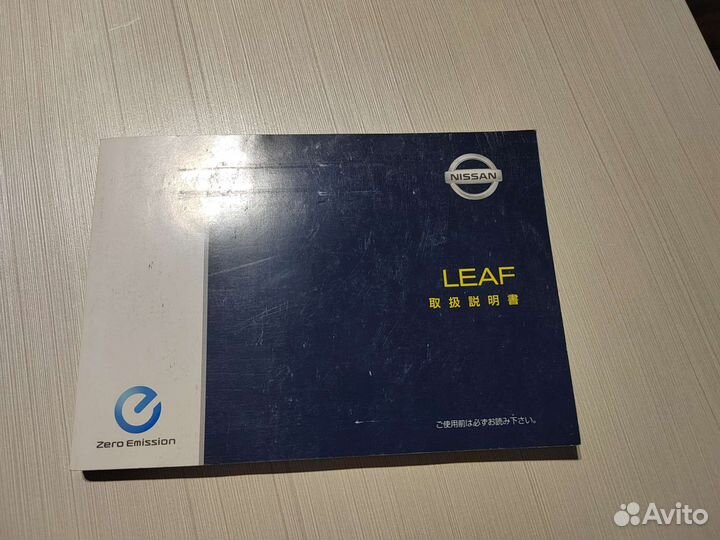 NISSAN
LEAF
取扱説明書
ご使用前は必ずお読み下さい。
Zero Emission
Avito